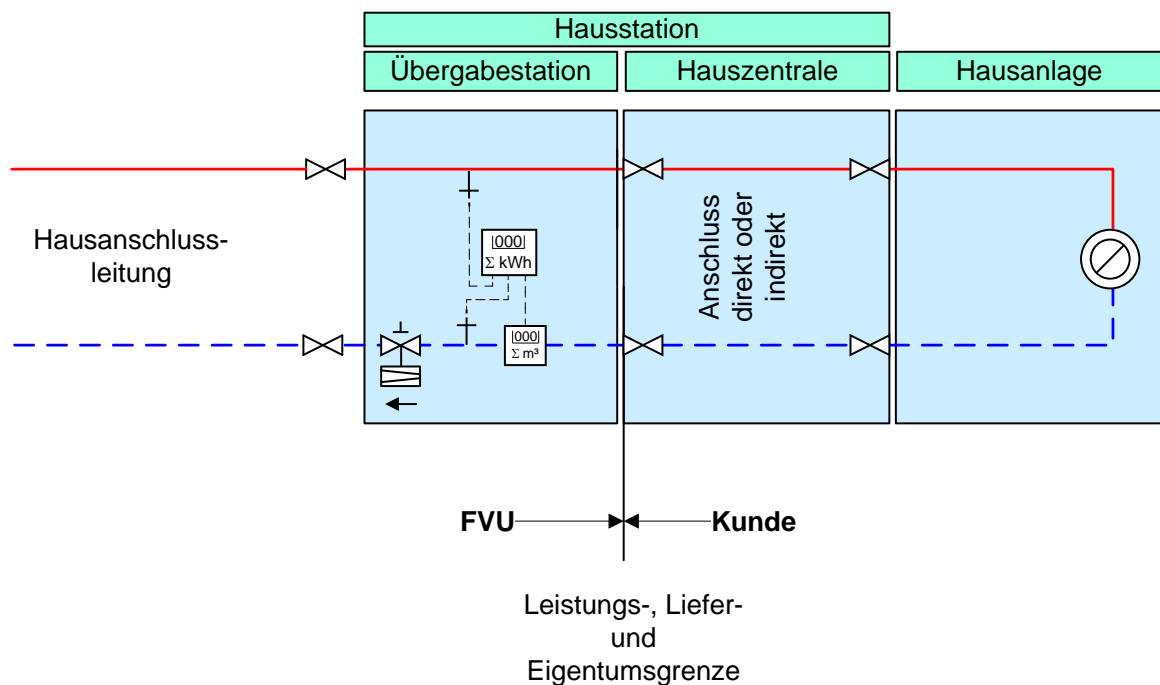 Hausstation
Übergabestation
Hauszentrale
Hausanlage
Hausanschluss-
leitung
|000|
Σ kWh
|000|
Σ m³
Anschluss
direkt oder
indirekt
FVU
Kunde
Leistungs-, Liefer-
und
Eigentumsgrenze